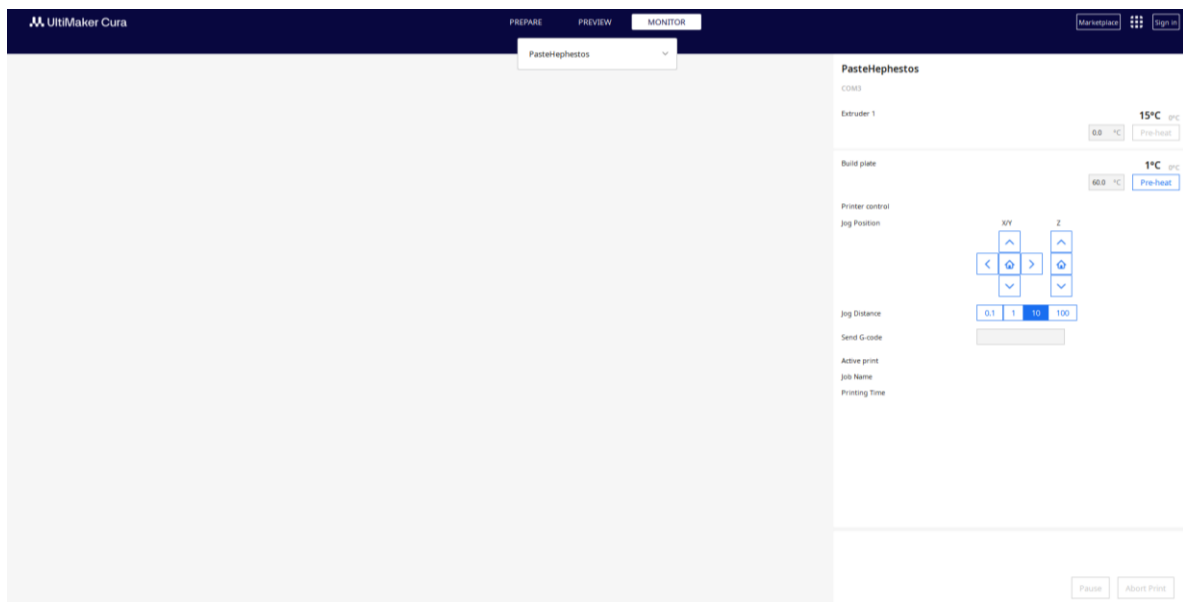 UltiMaker Cura
PREPARE PREVIEW MONITOR
Marketplace Sign in
PasteHephestos
PasteHephestos
COM3
Extruder 1
15°C 0°C
0.0 °C Pre-heat
Build plate
1°C 0°C
60.0 °C Pre-heat
Printer control
Jog Position X/Y Z
Jog Distance 0.1 1 10 100
Send G-code
Active print
Job Name
Printing Time
Pause Abort Print